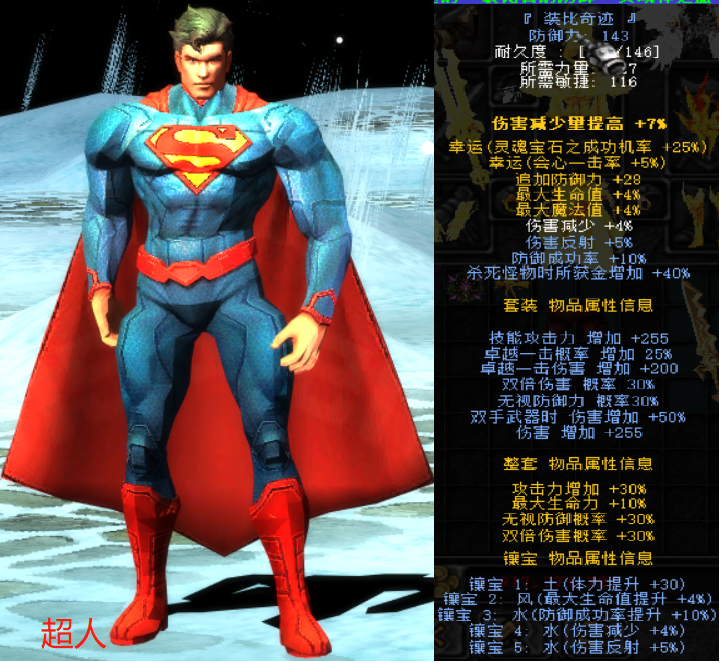 『 装比奇迹 』
防御力: 143
耐久度 : [ /146]
所需力量: 7
所需敏捷: 116
伤害减少量提高 +7%
幸运(灵魂宝石之成功机率 +25%)
幸运(会心一击率 +5%)
追加防御力 +28
最大生命值 +4%
最大魔法值 +4%
伤害减少 +4%
伤害反射 +5%
防御成功率 +10%
杀死怪物时所获金增加 +40%
套装 物品属性信息
技能攻击力 增加 +255
卓越一击概率 增加 25%
卓越一击伤害 增加 +200
双倍伤害 概率 30%
无视防御力 概率30%
双手武器时 伤害增加 +50%
伤害 增加 +255
整套 物品属性信息
攻击力增加 +30%
最大生命力 +10%
无视防御概率 +30%
双倍伤害概率 +30%
镶宝 物品属性信息
镶宝 1: 土(体力提升 +30)
镶宝 2: 风(最大生命值提升 +4%)
镶宝 3: 水(防御成功率提升 +10%)
镶宝 4: 水(伤害减少 +4%)
镶宝 5: 水(伤害反射 +5%)
超人